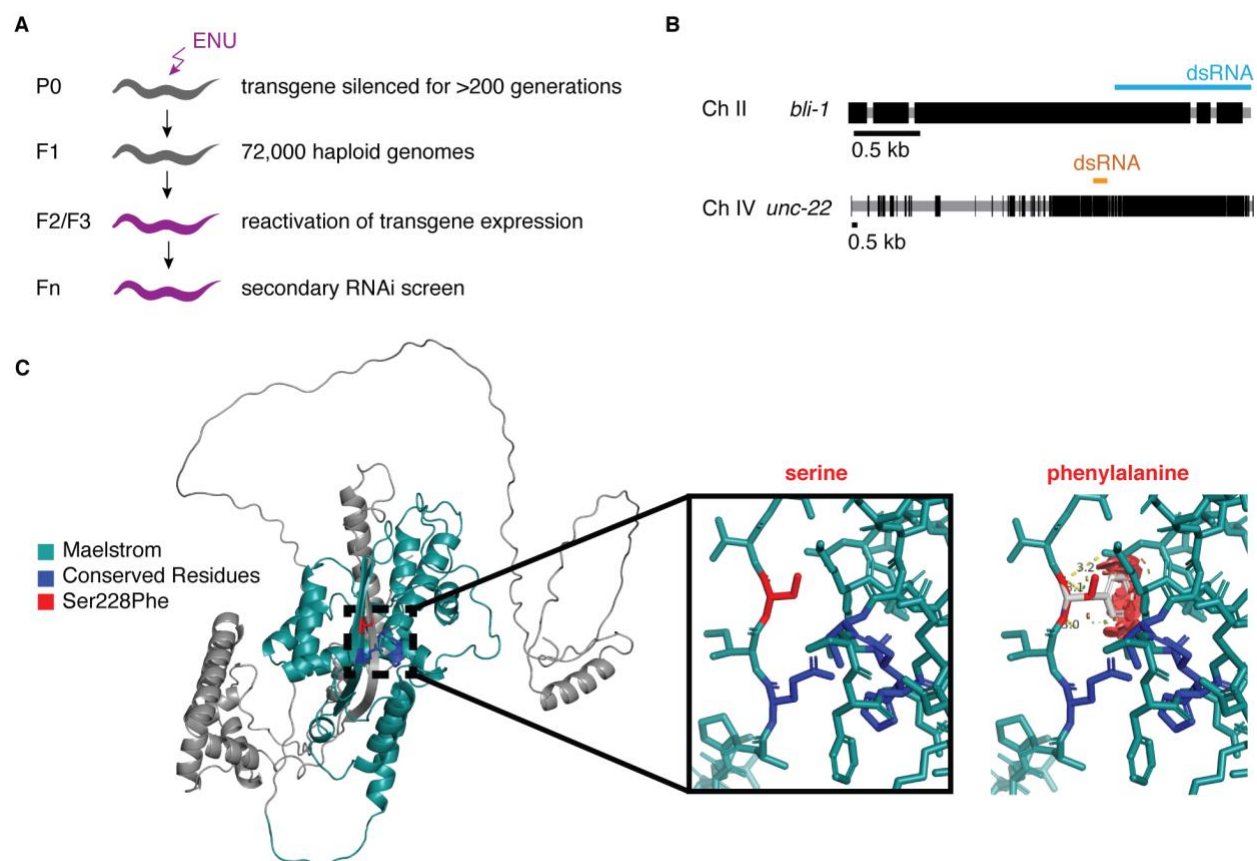 A
ENU
P0 transgene silenced for >200 generations
F1 72,000 haploid genomes
F2/F3 reactivation of transgene expression
Fn secondary RNAi screen
B
dsRNA
Ch II bli-1
0.5 kb
dsRNA
Ch IV unc-22
0.5 kb
C
Maelstrom
Conserved Residues
Ser228Phe
serine
phenylalanine
3.2